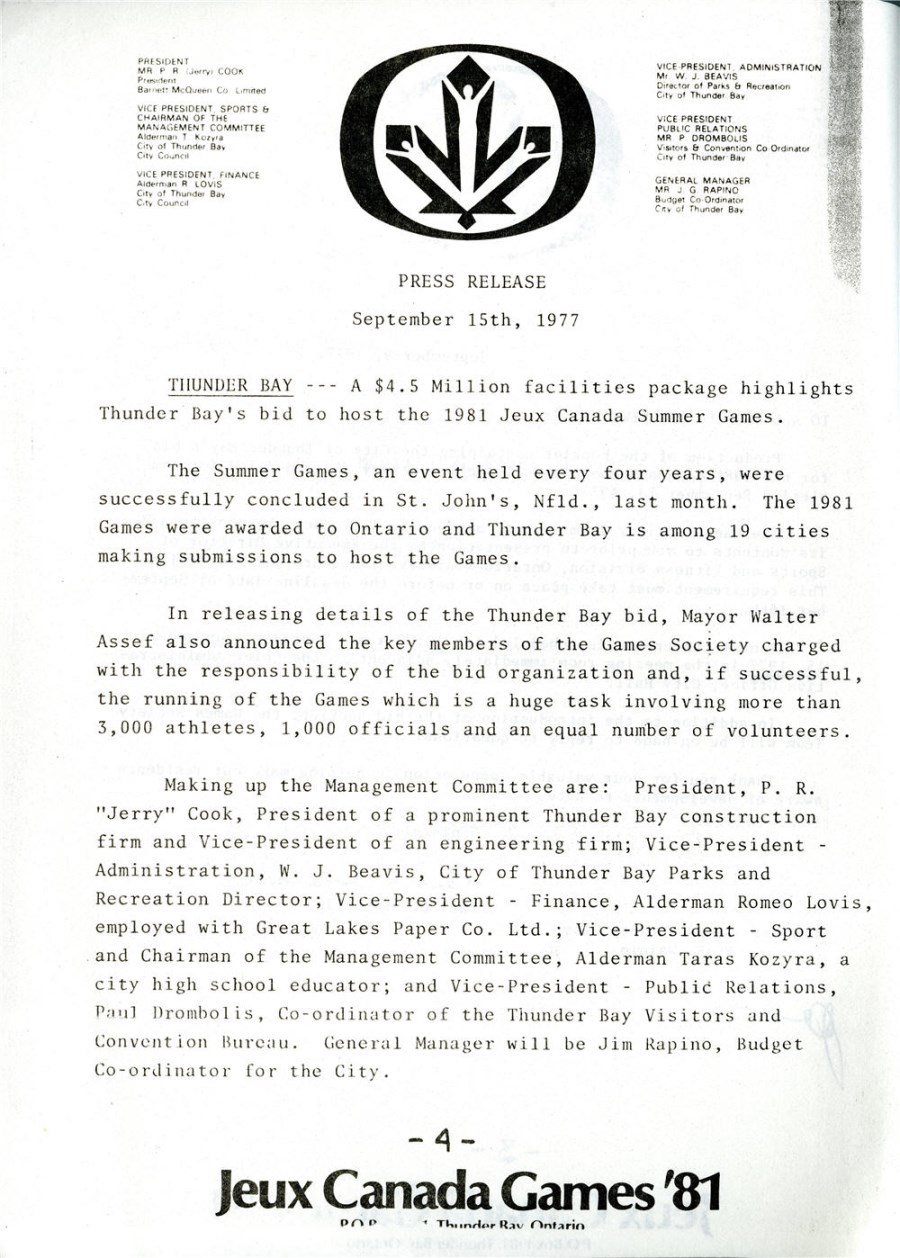 PRESIDENT
MR. P. R. (Jerry) COOK
President
Barnett McQueen Co. Limited
VICE PRESIDENT, SPORTS &
CHAIRMAN OF THE
MANAGEMENT COMMITTEE
Alderman T. Kozyra
City of Thunder Bay
City Council
VICE PRESIDENT, FINANCE
Alderman R. LOVIS
City of Thunder Bay
City Council
VICE-PRESIDENT, ADMINISTRATION
Mr. W. J. BEAVIS
Director of Parks & Recreation
City of Thunder Bay
VICE PRESIDENT
PUBLIC RELATIONS
MR. P. DROMBOLIS
Visitors & Convention Co-Ordinator
City of Thunder Bay
GENERAL MANAGER
MR. J. G. RAPINO
Budget Co-Ordinator
City of Thunder Bay
PRESS RELEASE
September 15th, 1977
THUNDER BAY --- A $4.5 Million facilities package highlights
Thunder Bay's bid to host the 1981 Jeux Canada Summer Games.
The Summer Games, an event held every four years, were
successfully concluded in St. John's, Nfld., last month. The 1981
Games were awarded to Ontario and Thunder Bay is among 19 cities
making submissions to host the Games.
In releasing details of the Thunder Bay bid, Mayor Walter
Assef also announced the key members of the Games Society charged
with the responsibility of the bid organization and, if successful,
the running of the Games which is a huge task involving more than
3,000 athletes, 1,000 officials and an equal number of volunteers.
Making up the Management Committee are: President, P. R.
"Jerry" Cook, President of a prominent Thunder Bay construction
firm and Vice-President of an engineering firm; Vice-President -
Administration, W. J. Beavis, City of Thunder Bay Parks and
Recreation Director; Vice-President - Finance, Alderman Romeo Lovis,
employed with Great Lakes Paper Co. Ltd.; Vice-President - Sport
and Chairman of the Management Committee, Alderman Taras Kozyra, a
city high school educator; and Vice-President - Public Relations,
Paul Drombolis, Co-ordinator of the Thunder Bay Visitors and
Convention Bureau. General Manager will be Jim Rapino, Budget
Co-ordinator for the City.
- 4 -
Jeux Canada Games '81
Thunder Bay Ontario